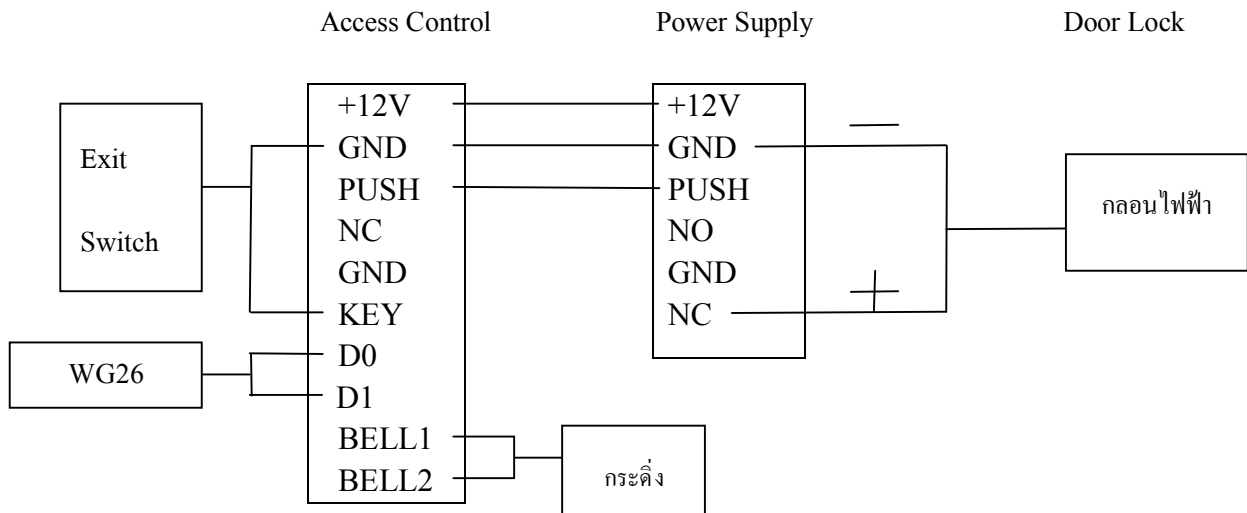 Access Control
Power Supply
Door Lock
Exit
Switch
WG26
+12V
GND
PUSH
NC
GND
KEY
D0
D1
BELL1
BELL2
กระดิ่ง
+12V
GND
PUSH
NO
GND
NC
—
+
กลอนไฟฟ้า